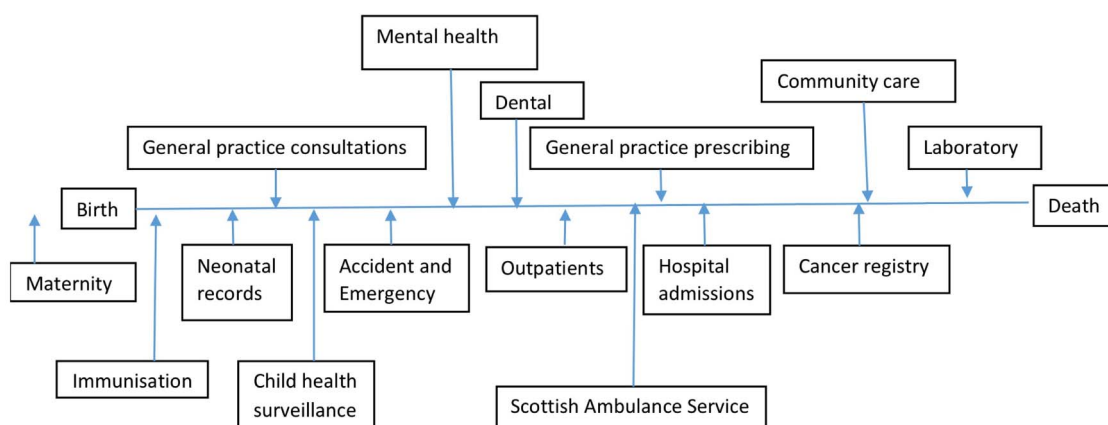 Mental health
Community care
Dental
General practice consultations
General practice prescribing
Laboratory
Birth
Death
Maternity
Neonatal
records
Accident and
Emergency
Outpatients
Hospital
admissions
Cancer registry
Immunisation
Child health
surveillance
Scottish Ambulance Service